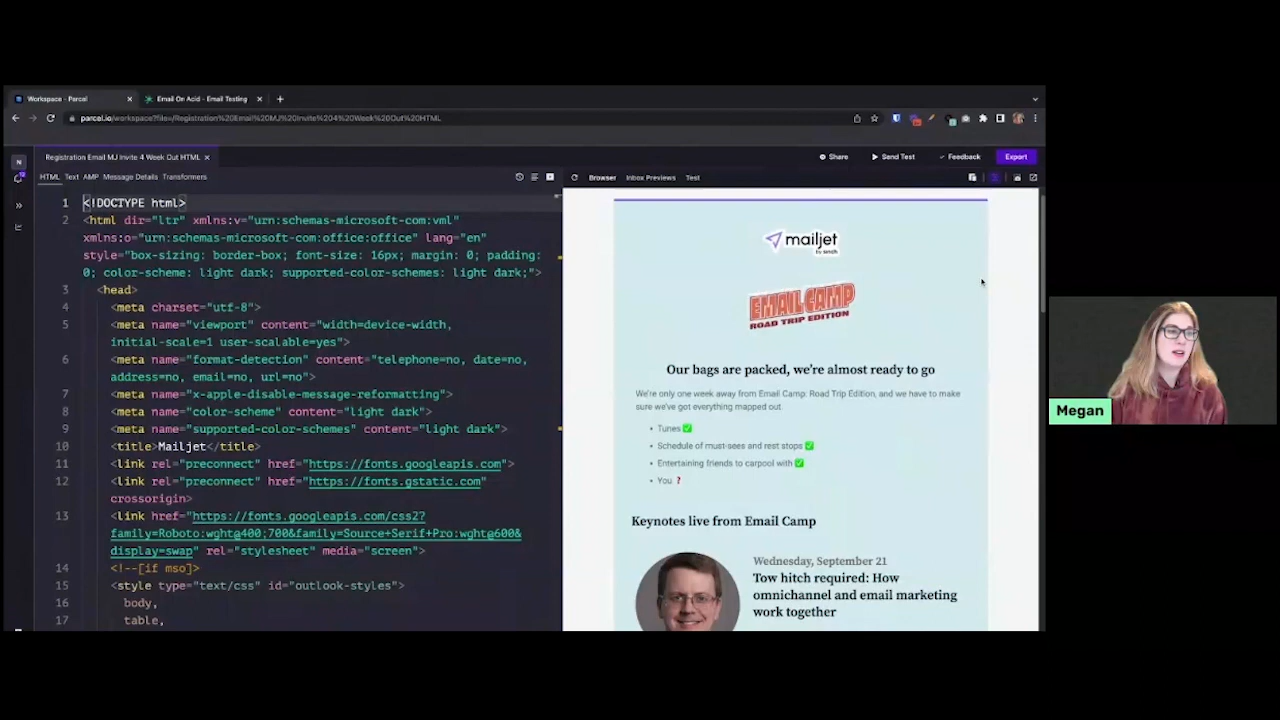 Workspace - Parcel
Email On Acid - Email Testing
parcel.io/workspace?file=/Registration%20Email%20MJ%20Invite%204%20Week%20Out%20HTML
N
Registration Email MJ Invite 4 Week Out HTML
Share
Send Test
Feedback
Export
HTML Text AMP Message Details Transformers
Browser Inbox Previews Test
1 <!DOCTYPE html>
2 <html dir="ltr" xmlns:v="urn:schemas-microsoft-com:vml"
xmlns:o="urn:schemas-microsoft-com:office:office" lang="en"
style="box-sizing: border-box; font-size: 16px; margin: 0; padding:
0; color-scheme: light dark; supported-color-schemes: light dark;">
3 <head>
4 <meta charset="utf-8">
5 <meta name="viewport" content="width=device-width,
initial-scale=1 user-scalable=yes">
6 <meta name="format-detection" content="telephone=no, date=no,
address=no, email=no, url=no">
7 <meta name="x-apple-disable-message-reformatting">
8 <meta name="color-scheme" content="light dark">
9 <meta name="supported-color-schemes" content="light dark">
10 <title>Mailjet</title>
11 <link rel="preconnect" href="https://fonts.googleapis.com">
12 <link rel="preconnect" href="https://fonts.gstatic.com"
crossorigin>
13 <link href="https://fonts.googleapis.com/css2?
family=Roboto:wght@400;700&family=Source+Serif+Pro:wght@600&
display=swap" rel="stylesheet" media="screen">
14 <!--[if mso]>
15 <style type="text/css" id="outlook-styles">
16 body,
17 table,
mailjet
by sinch
EMAIL CAMP
ROAD TRIP EDITION
Our bags are packed, we're almost ready to go
We're only one week away from Email Camp: Road Trip Edition, and we have to make
sure we've got everything mapped out
• Tunes ✅
• Schedule of must-sees and rest stops ✅
• Entertaining friends to carpool with ✅
• You ❓
Keynotes live from Email Camp
Wednesday, September 21
Tow hitch required: How
omnichannel and email marketing
work together
Megan